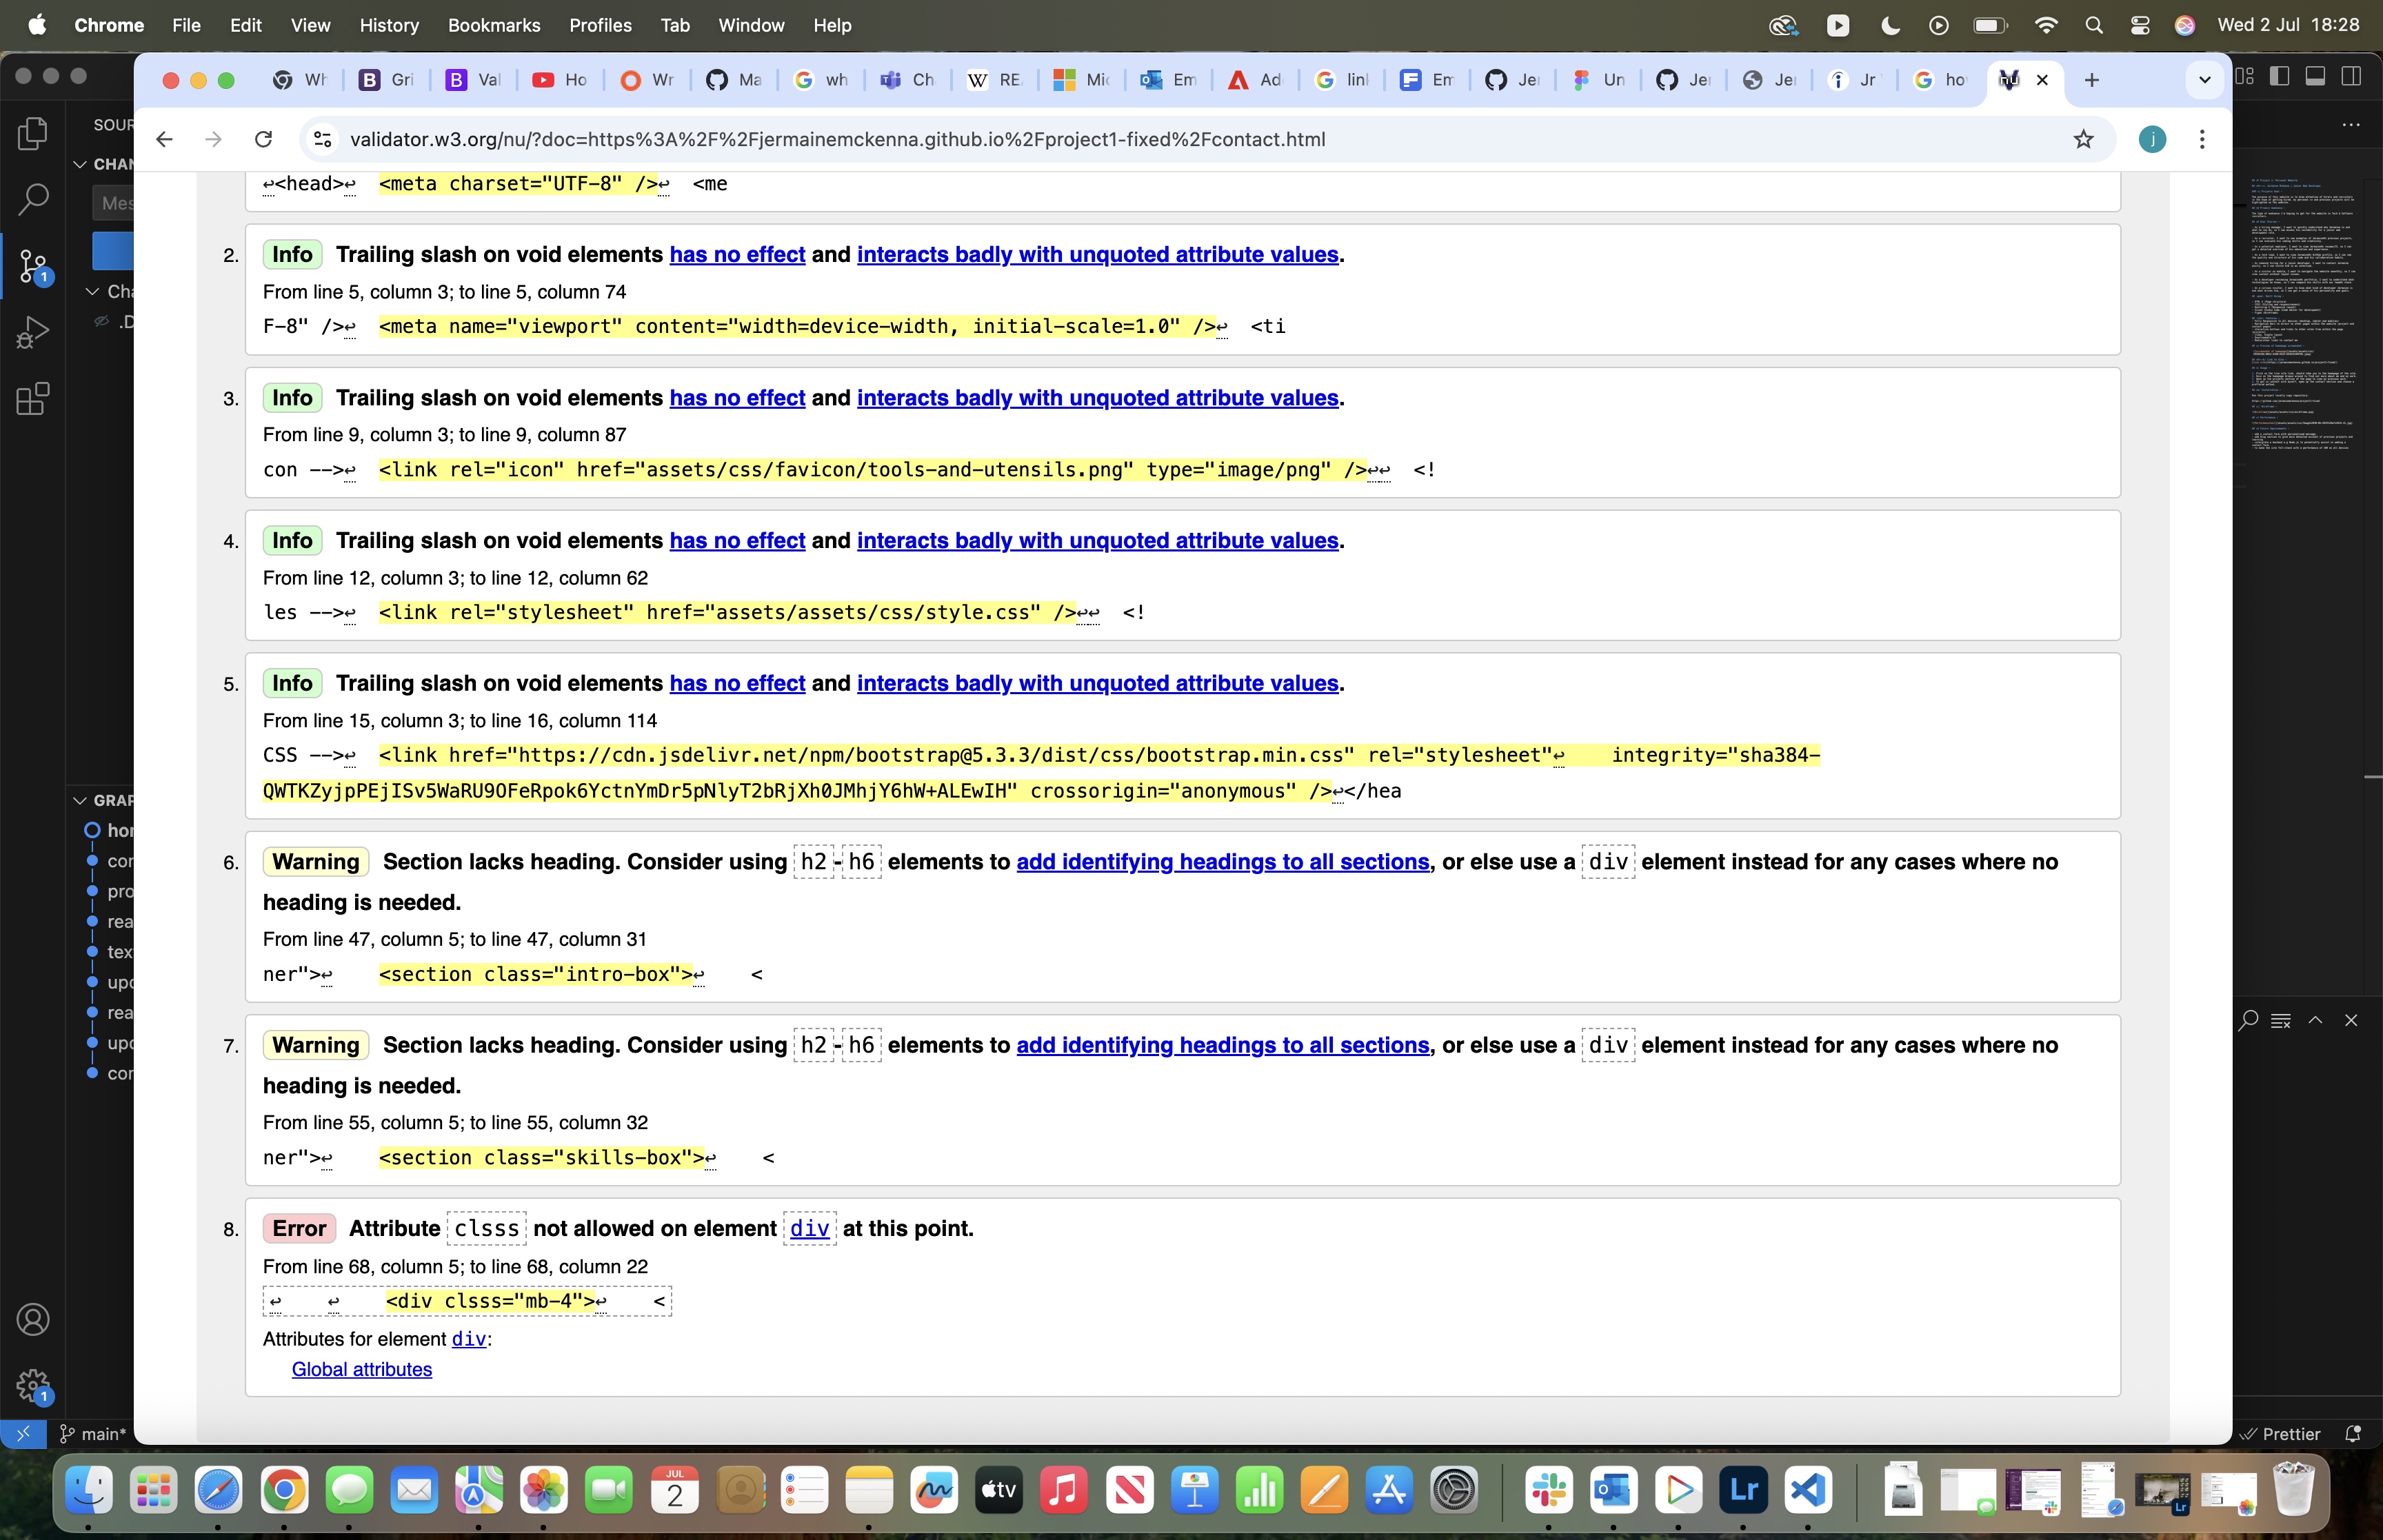 Chrome File Edit View History Bookmarks Profiles Tab Window Help Wed 2 Jul 18:28
Wh Gri Val Ho Wr Ma wh Ch RE Mic Em Ad link Em Jer Un Jer Jer Jr ho
validator.w3.org/nu/?doc=https%3A%2F%2Fjermainemckenna.github.io%2Fproject1-fixed%2Fcontact.html j
SOUR
CHAN
Mes
1
Cha
.D
GRAP
hor
cor
pro
rea
tex
upd
rea
upd
cor
1
main*
↩<head>↩ <meta charset="UTF-8" />↩ <me
2. Info Trailing slash on void elements has no effect and interacts badly with unquoted attribute values.
From line 5, column 3; to line 5, column 74
F-8" />↩ <meta name="viewport" content="width=device-width, initial-scale=1.0" />↩ <ti
3. Info Trailing slash on void elements has no effect and interacts badly with unquoted attribute values.
From line 9, column 3; to line 9, column 87
con -->↩ <link rel="icon" href="assets/css/favicon/tools-and-utensils.png" type="image/png" />↩↩ <!
4. Info Trailing slash on void elements has no effect and interacts badly with unquoted attribute values.
From line 12, column 3; to line 12, column 62
les -->↩ <link rel="stylesheet" href="assets/assets/css/style.css" />↩↩ <!
5. Info Trailing slash on void elements has no effect and interacts badly with unquoted attribute values.
From line 15, column 3; to line 16, column 114
CSS -->↩ <link href="https://cdn.jsdelivr.net/npm/bootstrap@5.3.3/dist/css/bootstrap.min.css" rel="stylesheet"↩ integrity="sha384-
QWTKZyjpPEjISv5WaRU9OFeRpok6YctnYmDr5pNlyT2bRjXh0JMhjY6hW+ALEwIH" crossorigin="anonymous" />↩</hea
6. Warning Section lacks heading. Consider using h2-h6 elements to add identifying headings to all sections, or else use a div element instead for any cases where no
heading is needed.
From line 47, column 5; to line 47, column 31
ner">↩ <section class="intro-box">↩ <
7. Warning Section lacks heading. Consider using h2-h6 elements to add identifying headings to all sections, or else use a div element instead for any cases where no
heading is needed.
From line 55, column 5; to line 55, column 32
ner">↩ <section class="skills-box">↩ <
8. Error Attribute clsss not allowed on element div at this point.
From line 68, column 5; to line 68, column 22
↩ ↩ <div clsss="mb-4">↩ <
Attributes for element div:
Global attributes
Prettier
JUL
2
tv
Lr